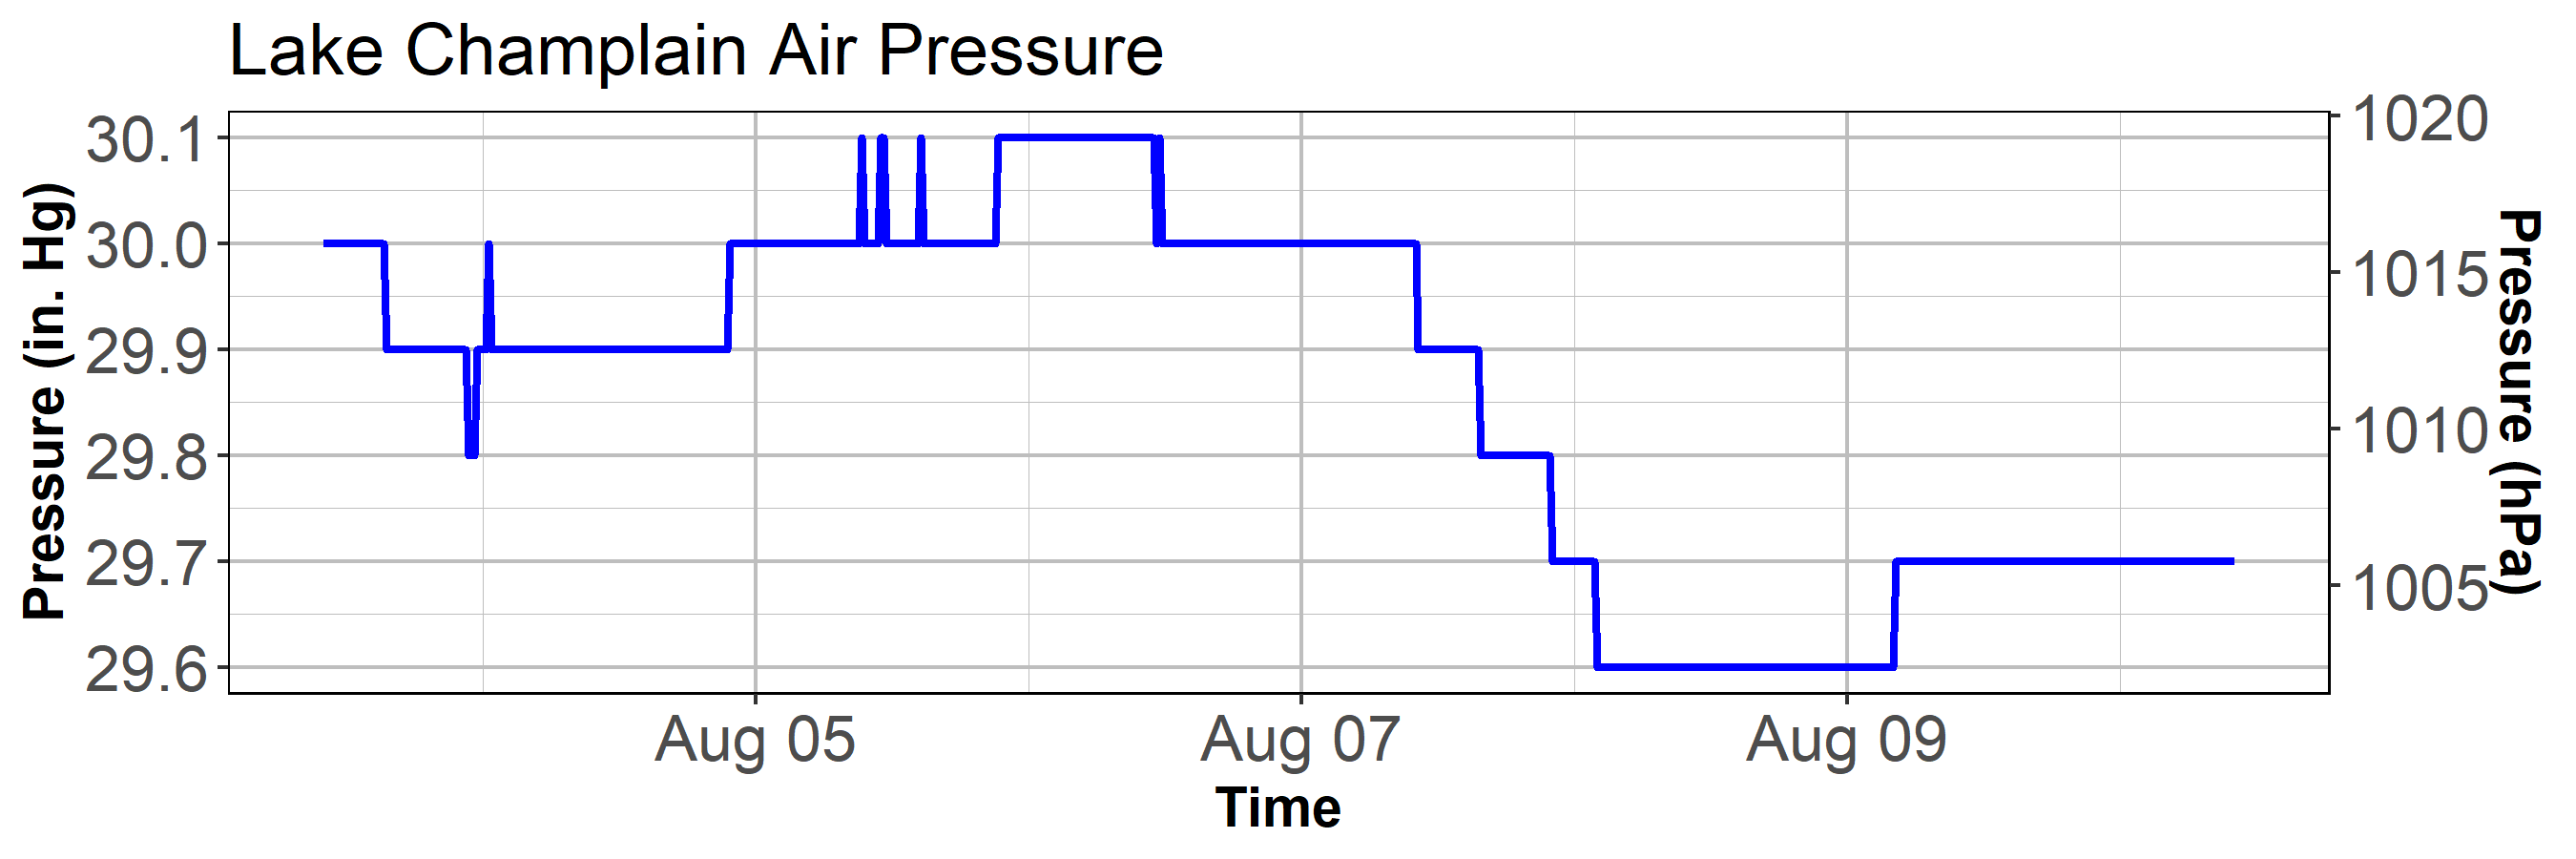 Lake Champlain Air Pressure
Pressure (in. Hg)
30.1
30.0
29.9
29.8
29.7
29.6
1020
1015
1010
1005
Pressure (hPa)
Aug 05 Aug 07 Aug 09
Time